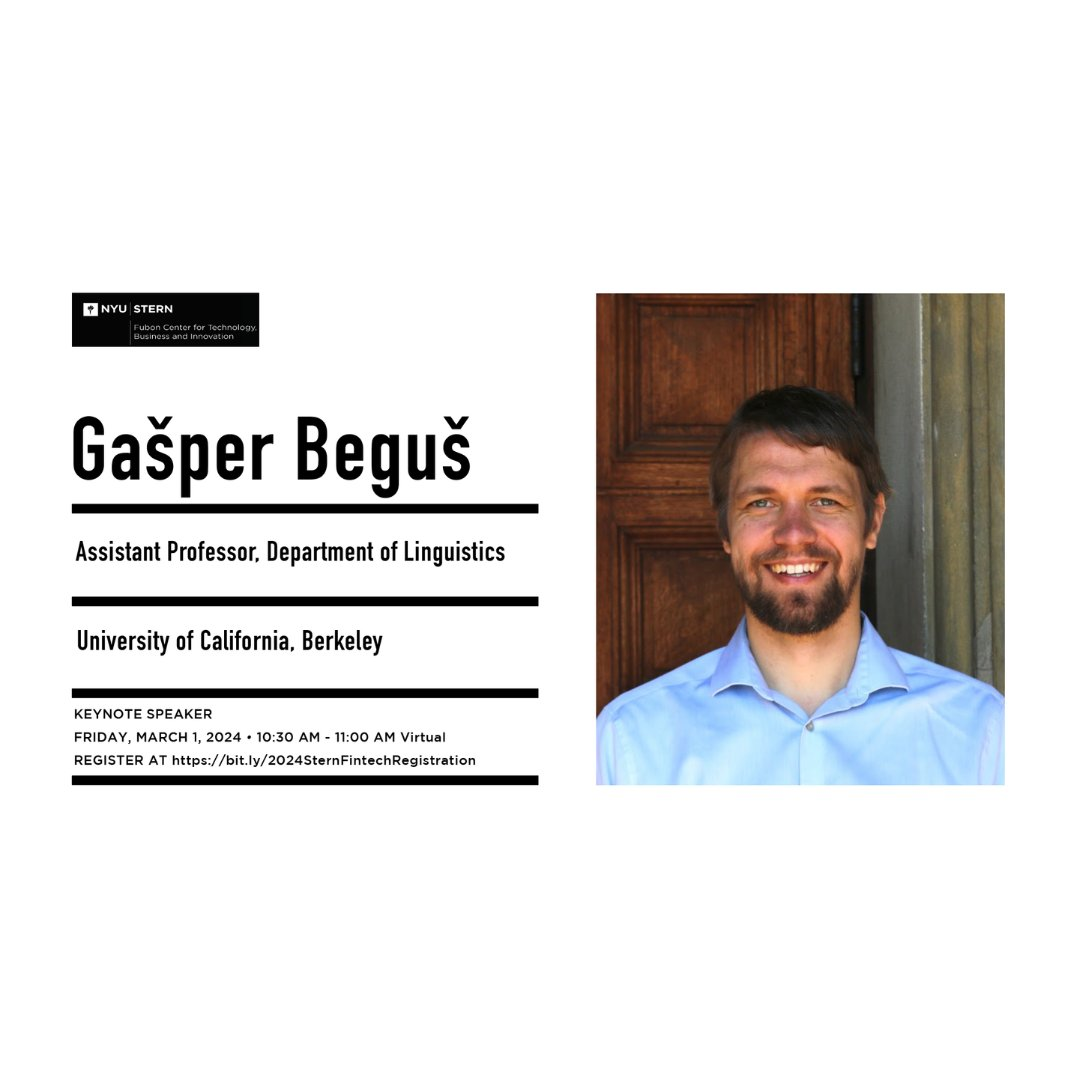 NYU STERN
Fubon Center for Technology,
Business and Innovation
Gašper Beguš
Assistant Professor, Department of Linguistics
University of California, Berkeley
KEYNOTE SPEAKER
FRIDAY, MARCH 1, 2024 • 10:30 AM - 11:00 AM Virtual
REGISTER AT https://bit.ly/2024SternFintechRegistration